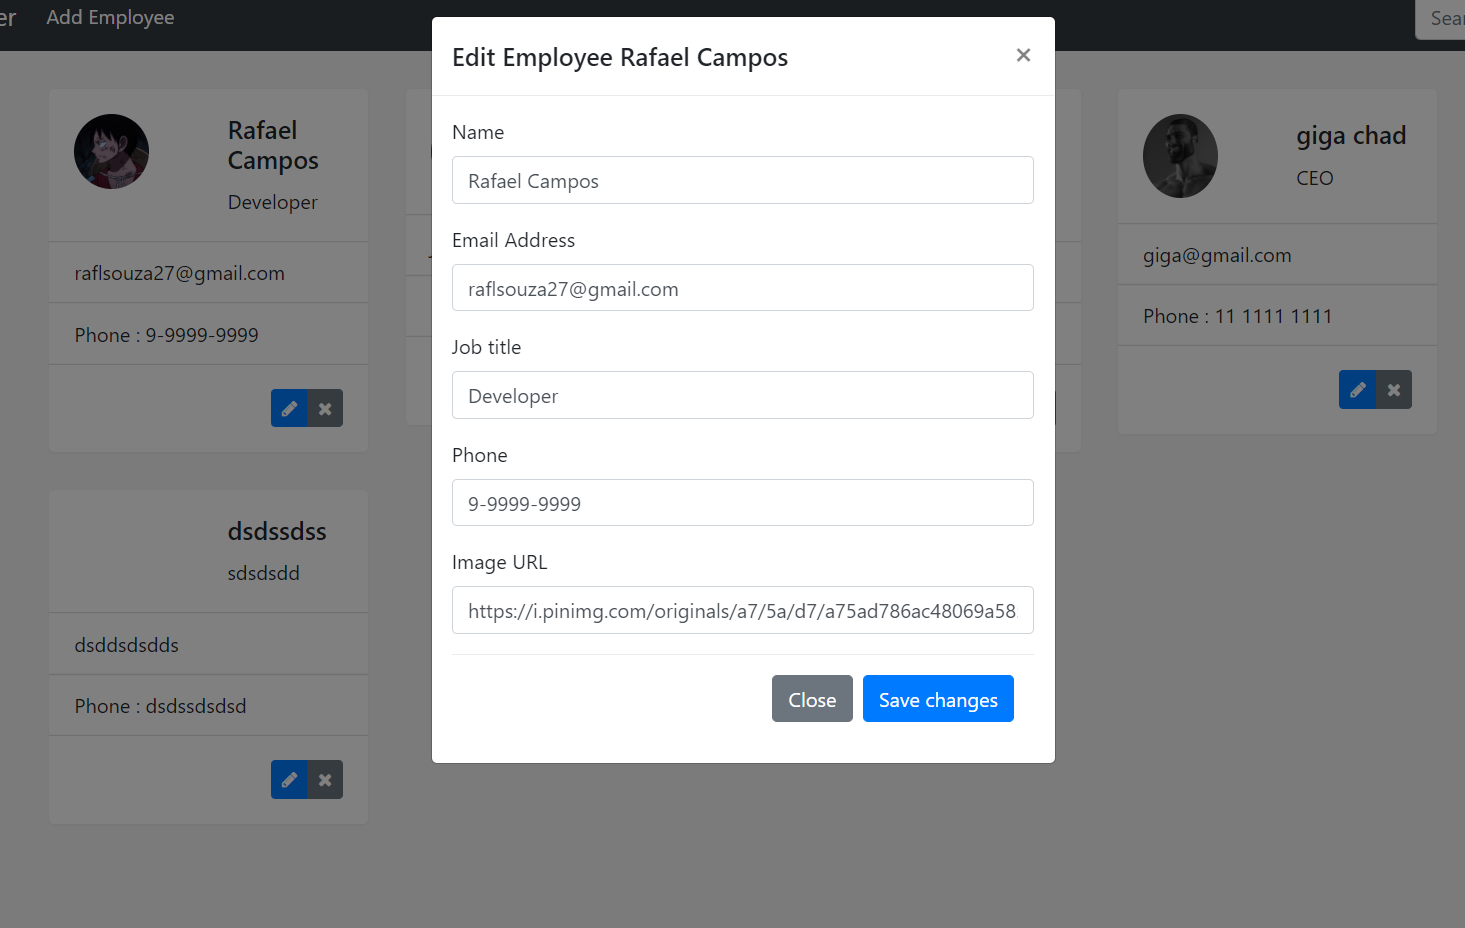 er Add Employee Sear
Edit Employee Rafael Campos ×
Name
Rafael Campos
Email Address
raflsouza27@gmail.com
Job title
Developer
Phone
9-9999-9999
Image URL
https://i.pinimg.com/originals/a7/5a/d7/a75ad786ac48069a58
Close Save changes
Rafael
Campos
Developer
raflsouza27@gmail.com
Phone : 9-9999-9999
giga chad
CEO
giga@gmail.com
Phone : 11 1111 1111
dsdssdss
sdsdsdd
dsddsdsdds
Phone : dsdssdsdsd